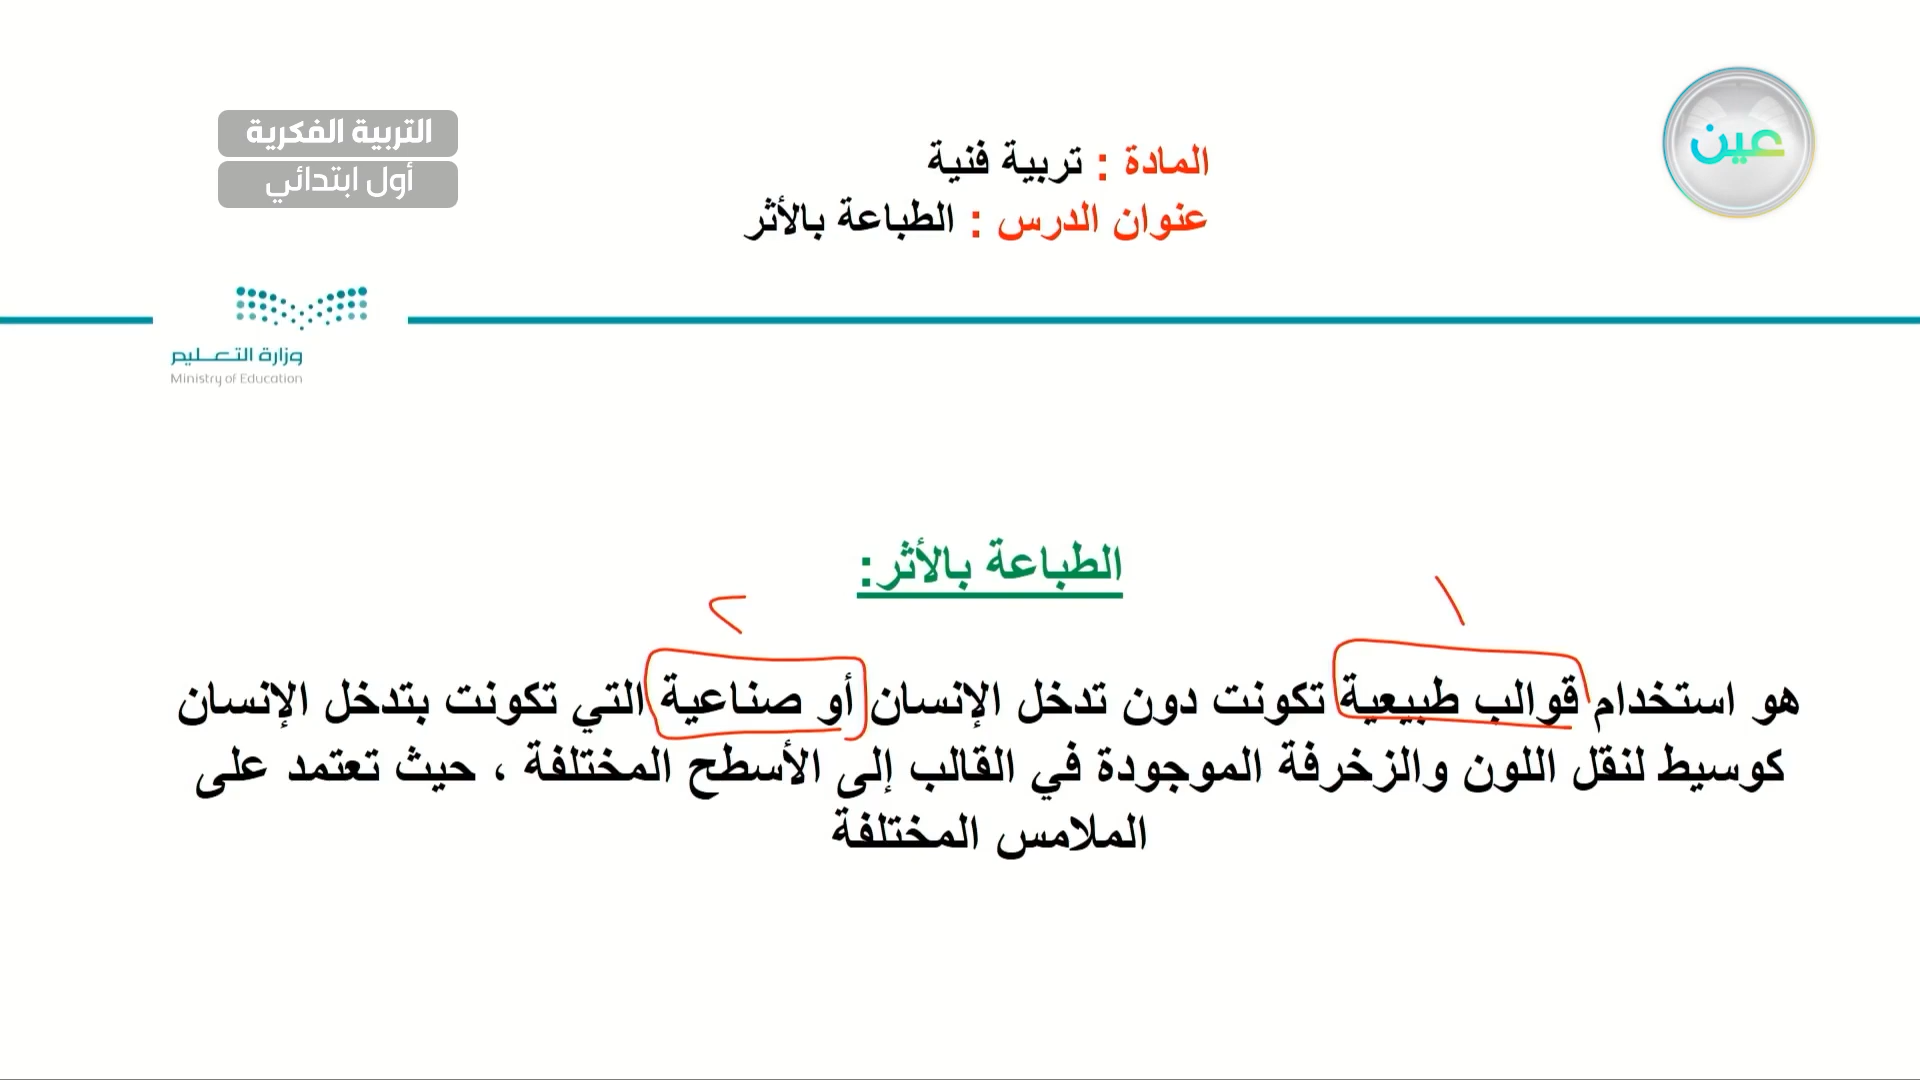 عين
المادة : تربية فنية
عنوان الدرس : الطباعة بالأثر
التربية الفكرية
أول ابتدائي
وزارة التعليم
Ministry of Education
الطباعة بالأثر:
١
٢
هو استخدام قوالب طبيعية تكونت دون تدخل الإنسان أو صناعية التي تكونت بتدخل الإنسان
كوسيط لنقل اللون والزخرفة الموجودة في القالب إلى الأسطح المختلفة ، حيث تعتمد على
الملامس المختلفة